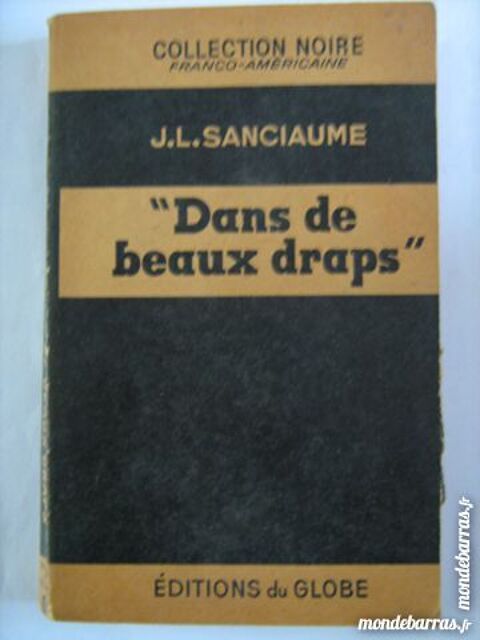 COLLECTION NOIRE
FRANCO-AMÉRICAINE
J.L.SANCIAUME
"Dans de
beaux draps"
ÉDITIONS du GLOBE
mondebarras.fr
mondebarras.fr